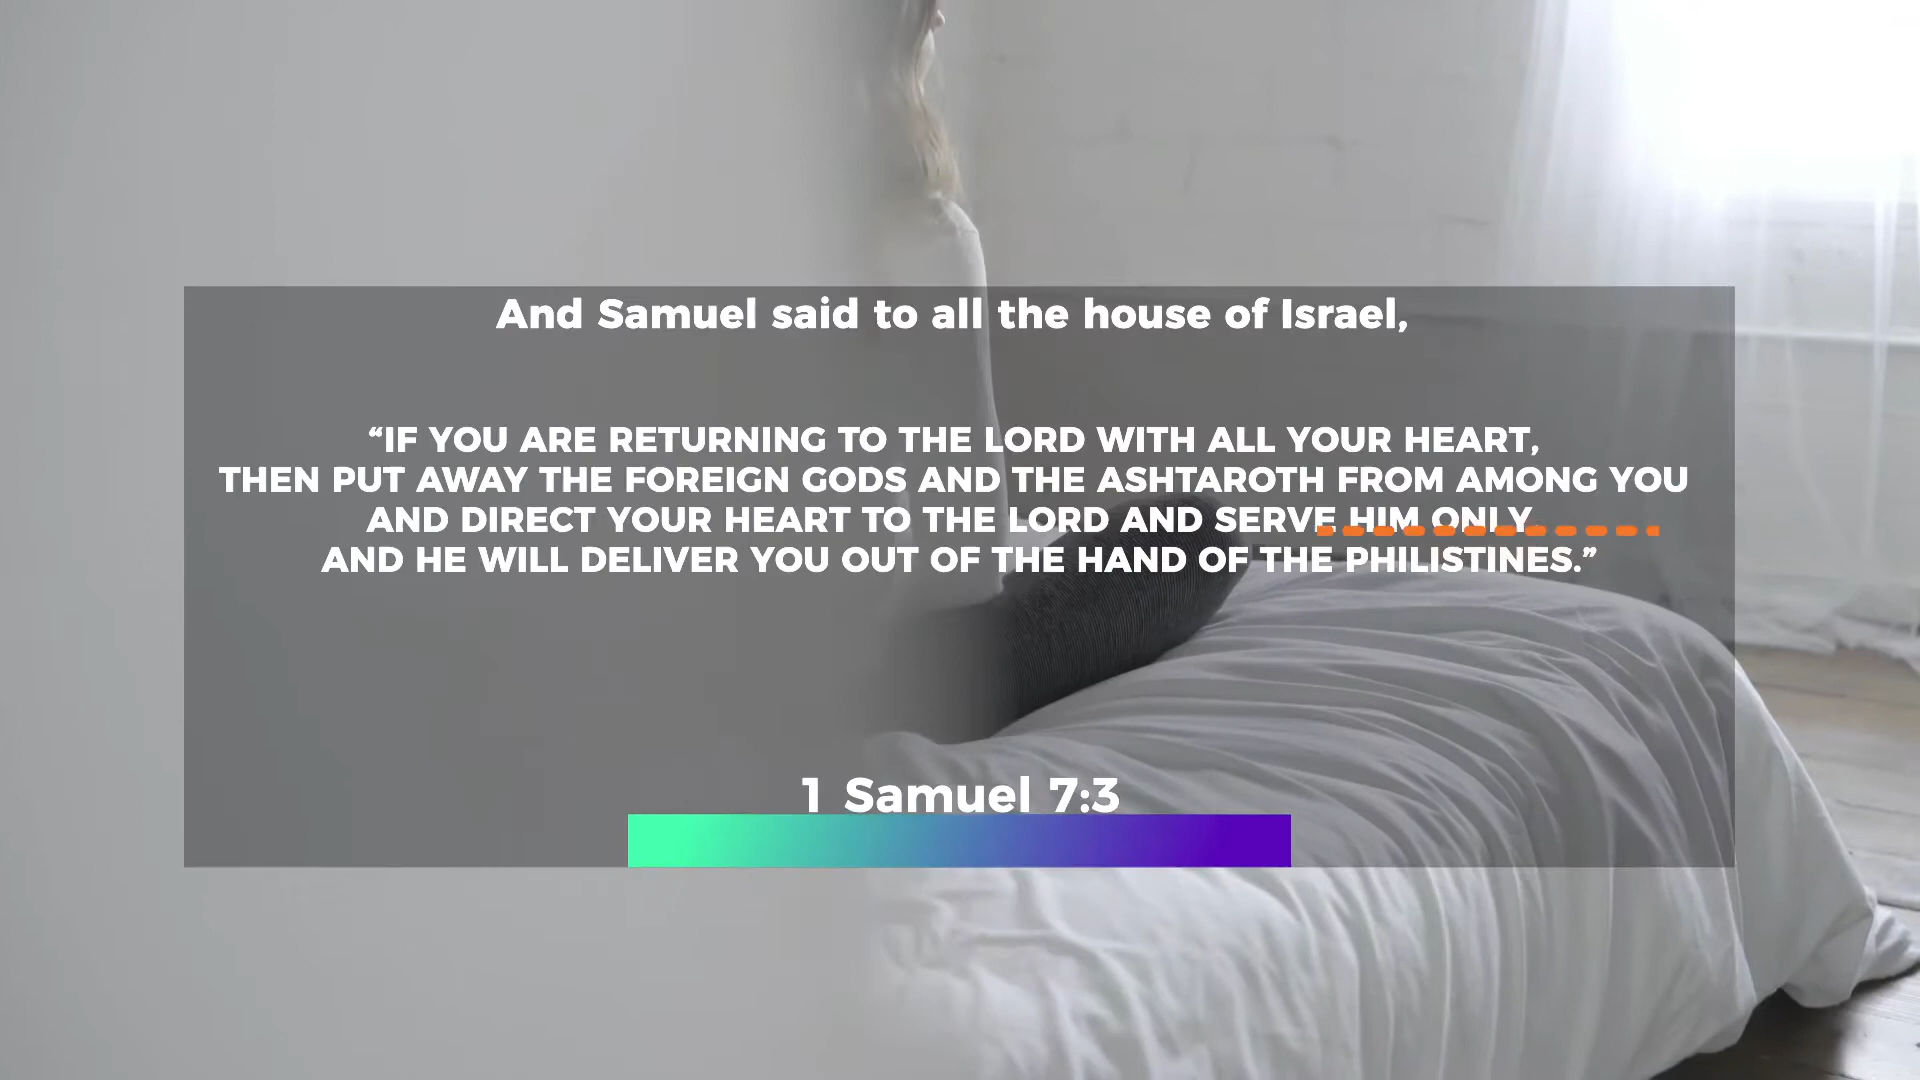 And Samuel said to all the house of Israel,
“IF YOU ARE RETURNING TO THE LORD WITH ALL YOUR HEART,
THEN PUT AWAY THE FOREIGN GODS AND THE ASHTAROTH FROM AMONG YOU
AND DIRECT YOUR HEART TO THE LORD AND SERVE HIM ONLY,
AND HE WILL DELIVER YOU OUT OF THE HAND OF THE PHILISTINES.”
1 Samuel 7:3